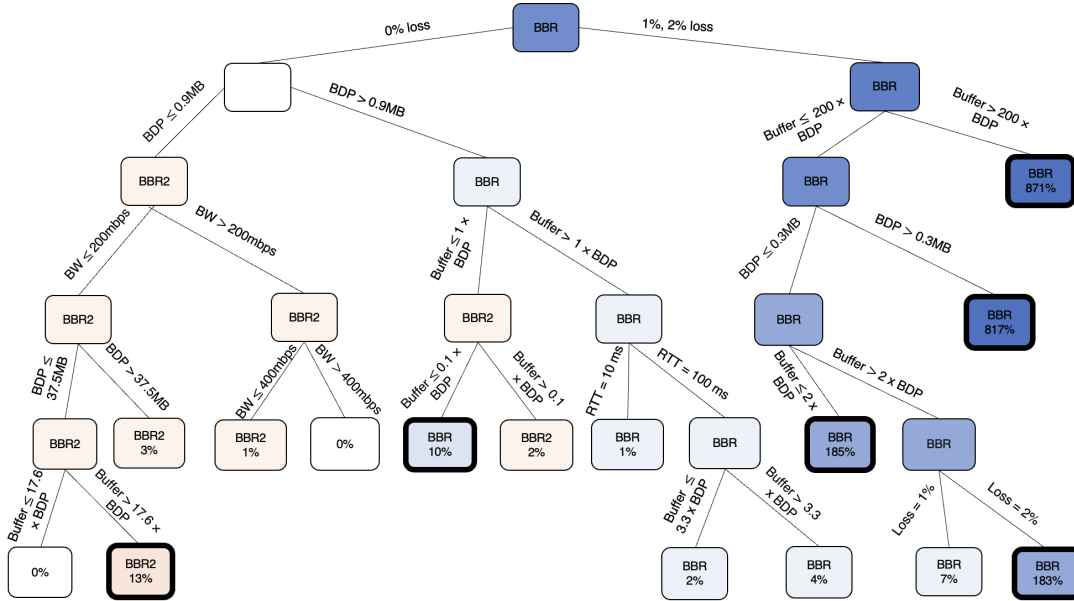 BBR
0% loss
1%, 2% loss
BBR
BDP ≤ 0.9MB
BDP > 0.9MB
Buffer ≤ 200 ×
BDP
Buffer > 200 ×
BDP
BBR2
BBR
BBR
BBR
871%
BW ≤ 200mbps
BW > 200mbps
Buffer ≤ 1 ×
BDP
Buffer > 1 x BDP
BDP ≤ 0.3MB
BDP > 0.3MB
BBR2
BBR2
BBR2
BBR
BBR
BBR
817%
BDP ≤
37.5MB
BDP > 37.5MB
BW ≤ 400mbps
BW > 400mbps
Buffer ≤ 0.1 ×
BDP
Buffer > 0.1
× BDP
RTT = 10 ms
RTT = 100 ms
Buffer ≤ 2 ×
BDP
Buffer > 2 x BDP
BBR2
BBR2
3%
BBR2
1%
0%
BBR
10%
BBR2
2%
BBR
1%
BBR
BBR
185%
BBR
Buffer ≤ 17.6
× BDP
Buffer > 17.6 ×
BDP
Buffer ≤
3.3 x BDP
Buffer > 3.3
x BDP
Loss = 1%
Loss = 2%
0%
BBR2
13%
BBR
2%
BBR
4%
BBR
7%
BBR
183%